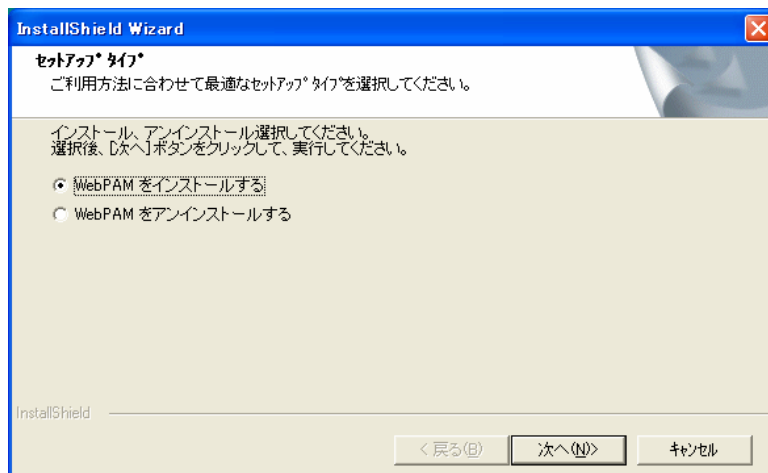 InstallShield Wizard
セットアップ タイプ
ご利用方法に合わせて最適なセットアップ タイプを選択してください。
インストール、アンインストール選択してください。
選択後、[次へ]ボタンをクリックして、実行してください。
WebPAM をインストールする
WebPAM をアンインストールする
InstallShield
< 戻る(B) 次へ(N)> キャンセル